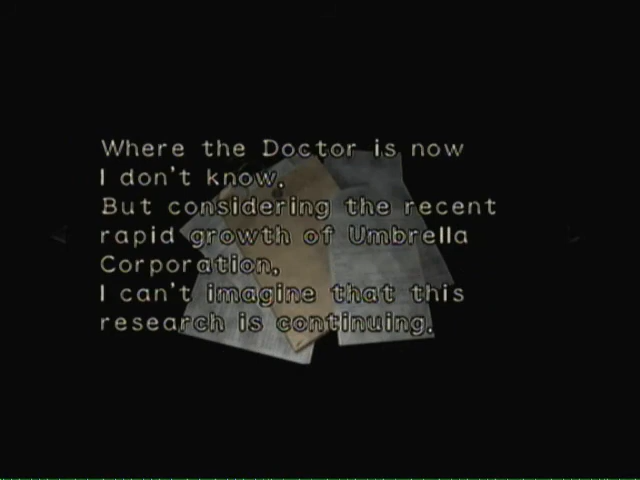 Where the Doctor is now
I don't know.
But considering the recent
rapid growth of Umbrella
Corporation,
I can't imagine that this
research is continuing.